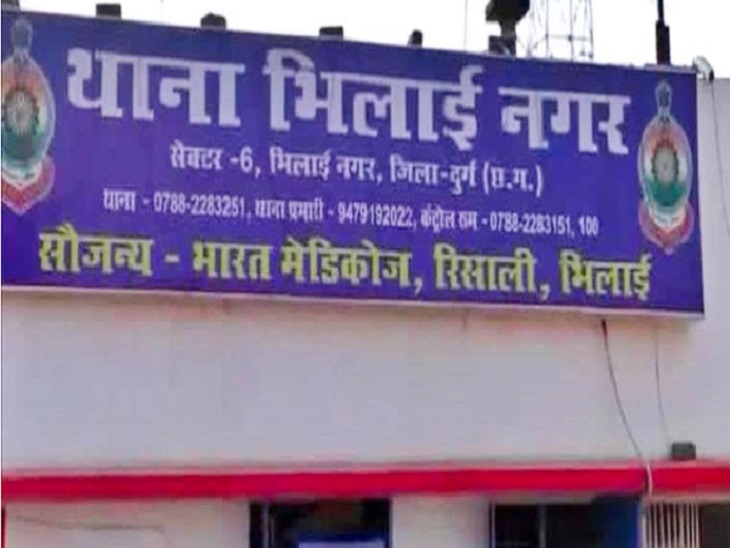 थाना भिलाई नगर
सेक्टर -6, भिलाई नगर, जिला-दुर्ग (छ.ग.)
थाना - 0788-2283251, थाना प्रभारी - 9479192022, कंट्रोल रूम - 0788-2283151, 100
सौजन्य - भारत मेडिकोज, रिसाली, भिलाई